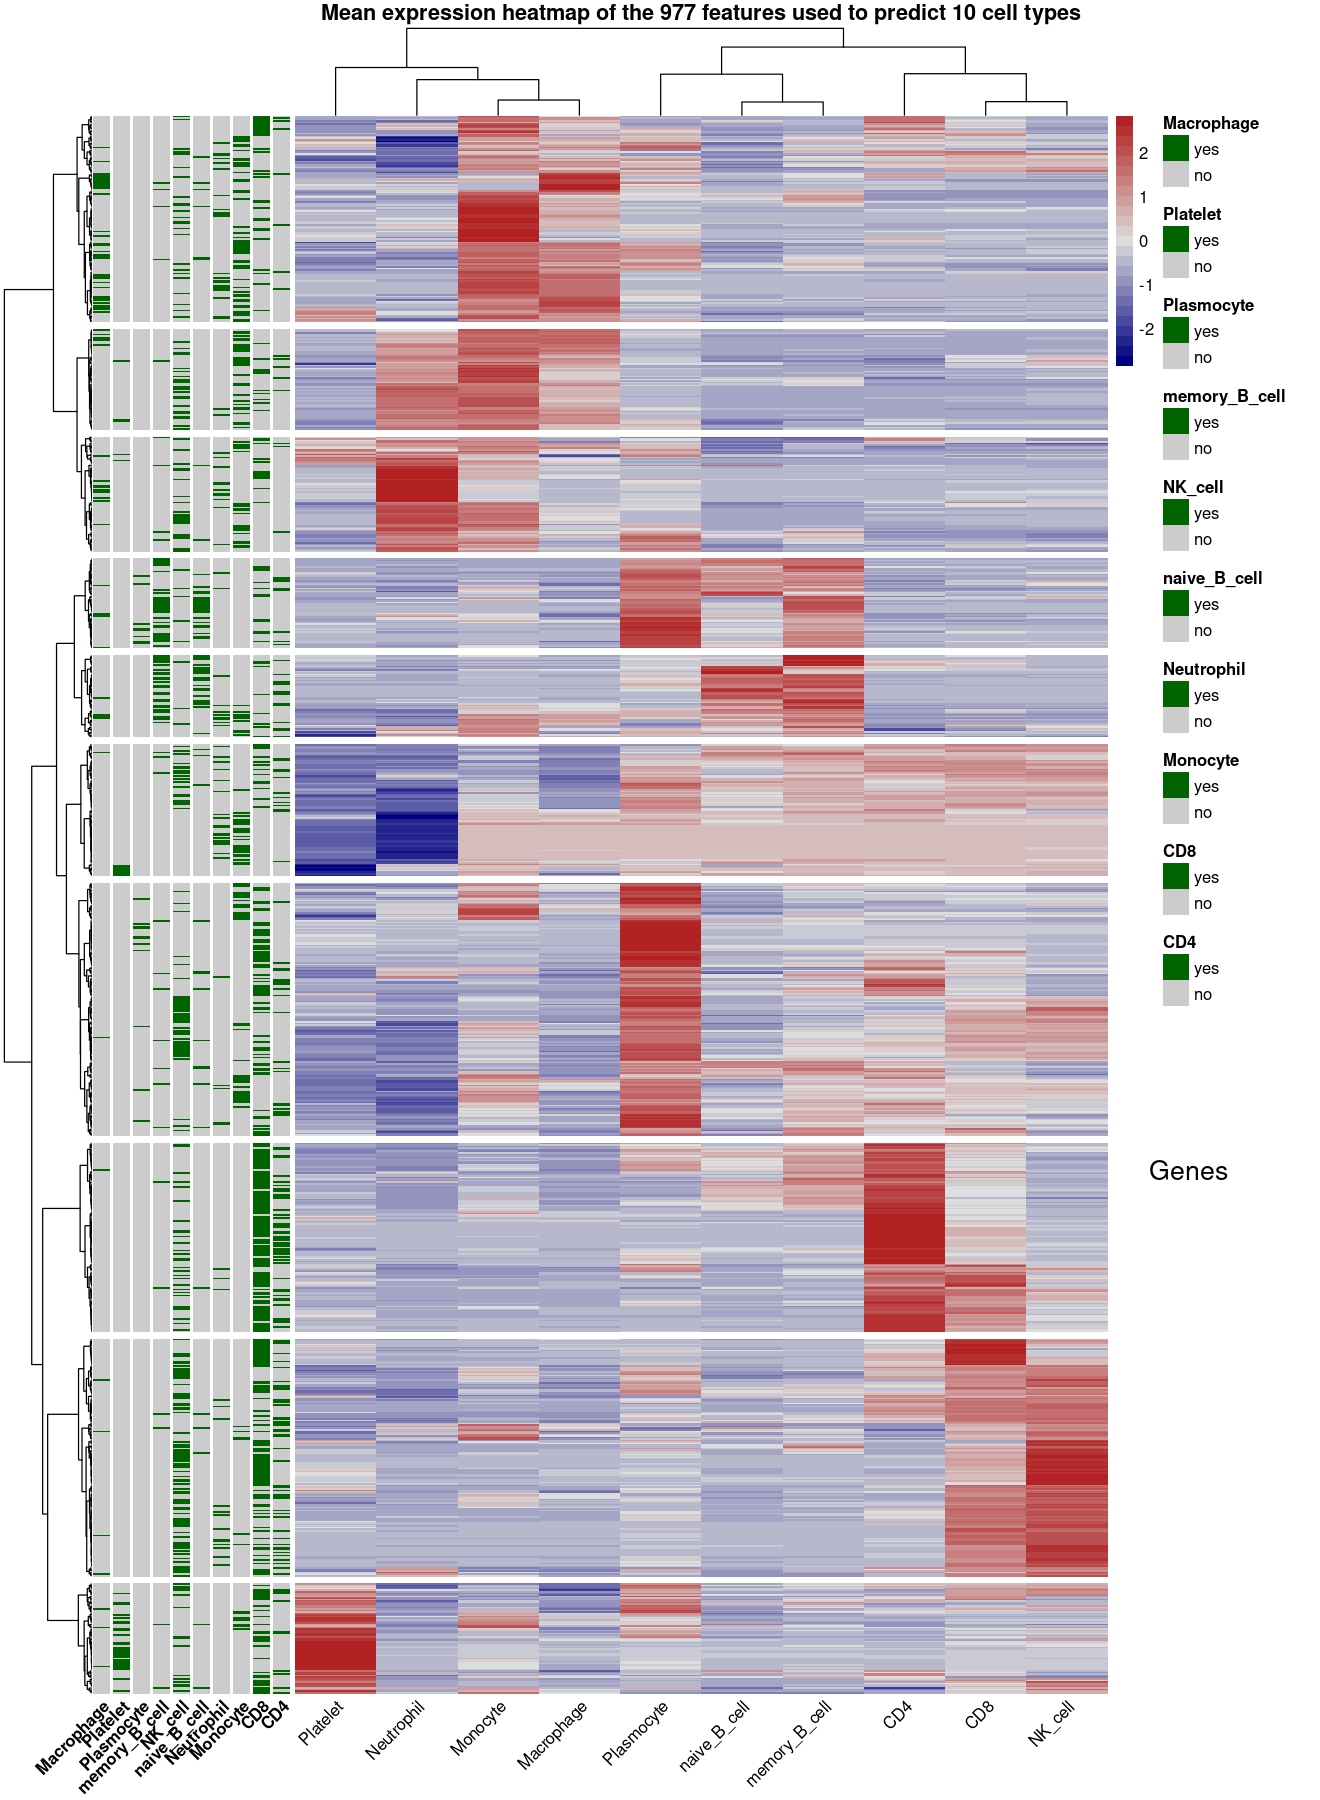 Mean expression heatmap of the 977 features used to predict 10 cell types
2
1
0
-1
-2
Macrophage
yes
no
Platelet
yes
no
Plasmocyte
yes
no
memory_B_cell
yes
no
NK_cell
yes
no
naive_B_cell
yes
no
Neutrophil
yes
no
Monocyte
yes
no
CD8
yes
no
CD4
yes
no
Genes
Macrophage
Platelet
Plasmocyte
memory_B_cell
NK_cell
naive_B_cell
Neutrophil
Monocyte
CD8
CD4
Platelet
Neutrophil
Monocyte
Macrophage
Plasmocyte
naive_B_cell
memory_B_cell
CD4
CD8
NK_cell